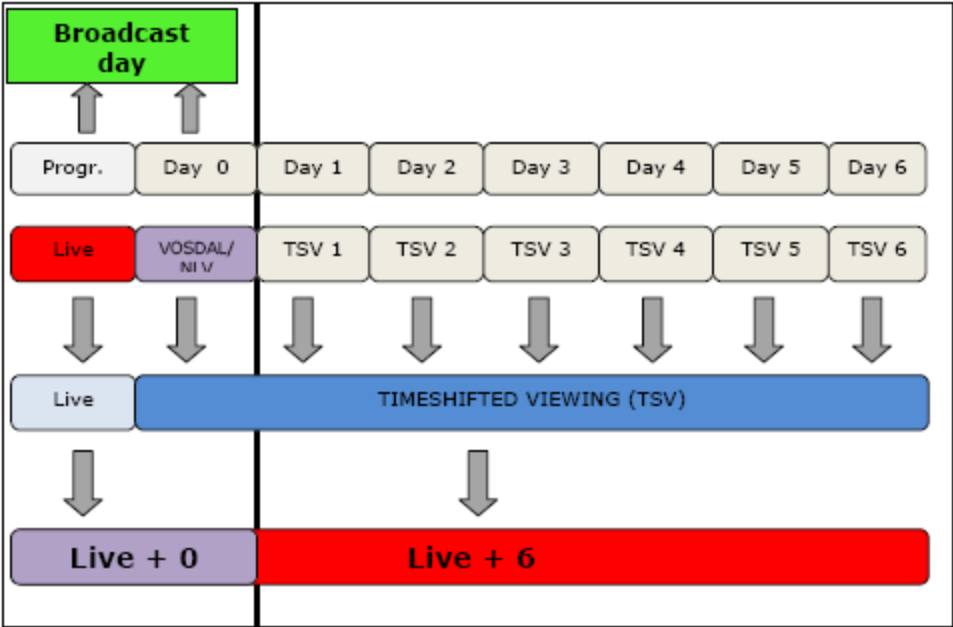 Broadcast
day
Progr. Day 0 Day 1 Day 2 Day 3 Day 4 Day 5 Day 6
Live VOSDAL/ TSV 1 TSV 2 TSV 3 TSV 4 TSV 5 TSV 6
NLV
Live TIMESHIFTED VIEWING (TSV)
Live + 0 Live + 6